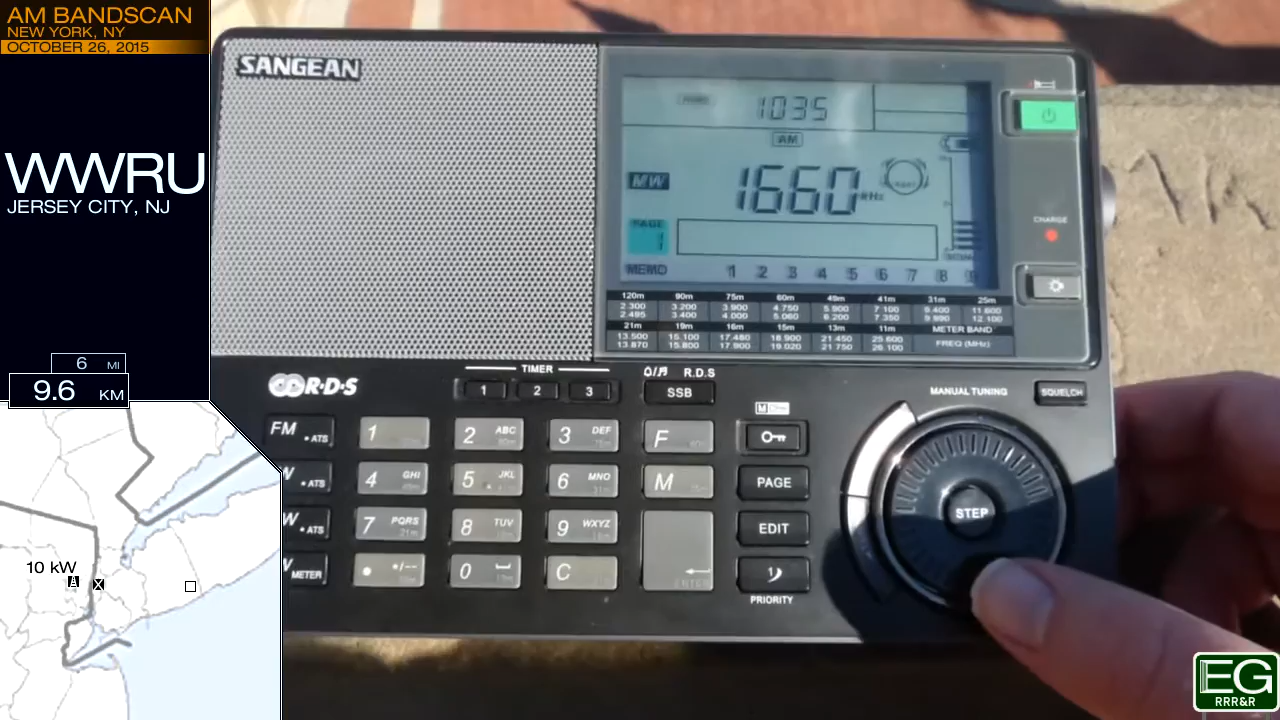 AM BANDSCAN
NEW YORK, NY
OCTOBER 26, 2015
WWRU
JERSEY CITY, NJ
6 MI
9.6 KM
10 kW
SANGEAN
1035
AM
MW
1660 kHz
PAGE
1
MEMO 1 2 3 4 5 6 7 8 9
CHARGE
120m 90m 75m 60m 49m 41m 31m 25m
2.300 3.200 3.900 4.750 5.900 7.100 9.400 11.600
2.495 3.400 4.000 5.060 6.200 7.350 9.990 12.100
21m 19m 16m 15m 13m 11m METER BAND
13.500 15.100 17.480 18.900 21.450 25.600 FREQ (MHz)
13.870 15.800 17.900 19.020 21.750 26.100
R·D·S
TIMER
1 2 3
R.D.S
SSB
MANUAL TUNING
SQUELCH
FM • ATS
1
2 ABC
3 DEF
F
W • ATS
4 GHI
5 JKL
6 MNO
M
PAGE
STEP
W • ATS
7 PQRS
8 TUV
9 WXYZ
EDIT
METER
• */--
0
C
ENTER
PRIORITY
EG
RRR&R